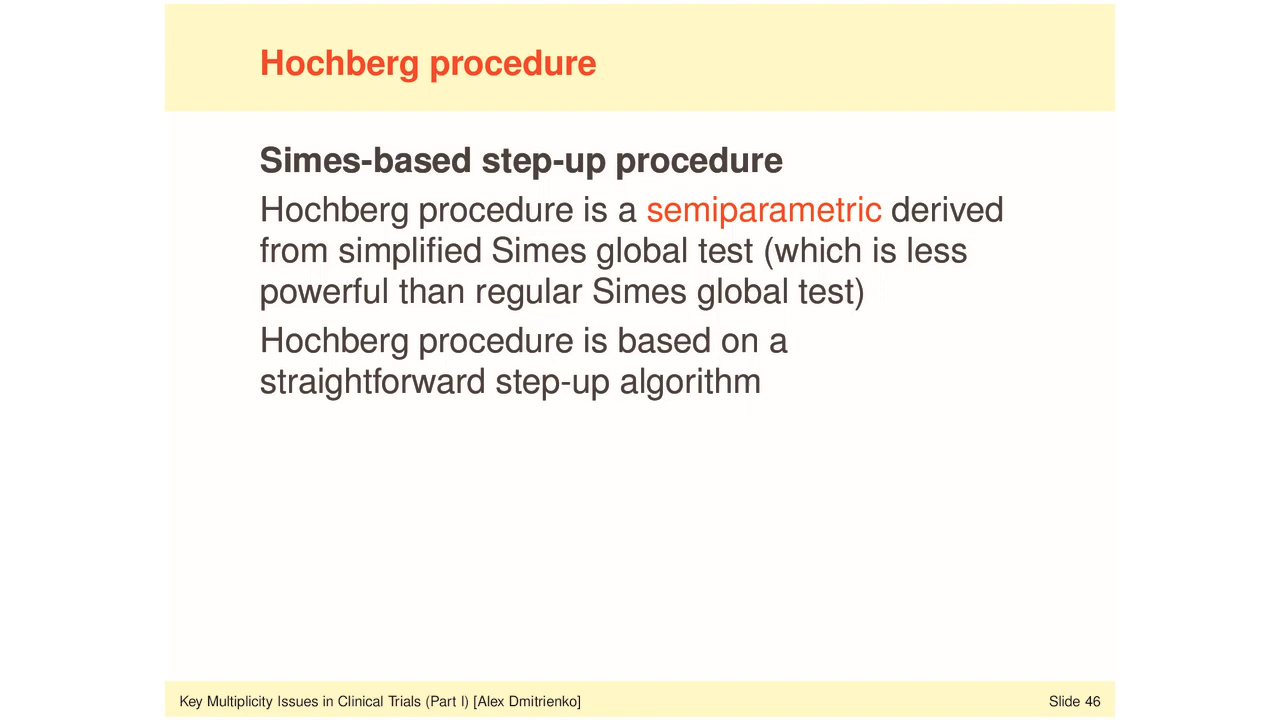 Hochberg procedure
Simes-based step-up procedure
Hochberg procedure is a semiparametric derived
from simplified Simes global test (which is less
powerful than regular Simes global test)
Hochberg procedure is based on a
straightforward step-up algorithm
Key Multiplicity Issues in Clinical Trials (Part I) [Alex Dmitrienko]
Slide 46